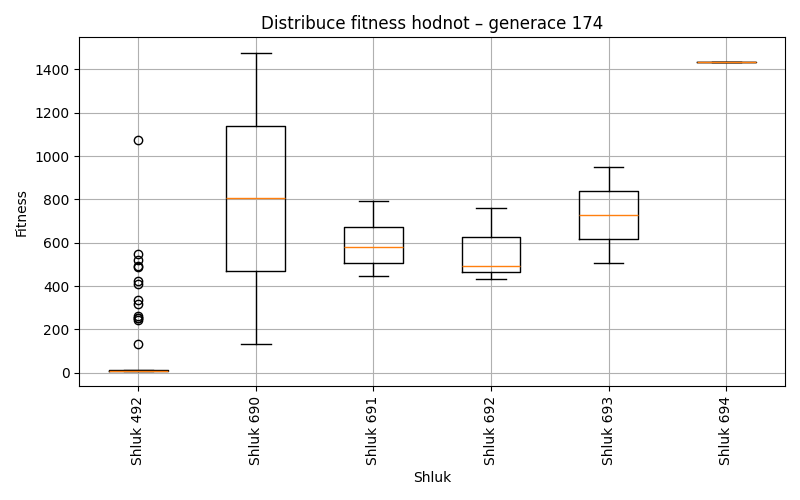 Distribuce fitness hodnot – generace 174
Fitness
1400
1200
1000
800
600
400
200
0
Shluk 492
Shluk 690
Shluk 691
Shluk 692
Shluk 693
Shluk 694
Shluk